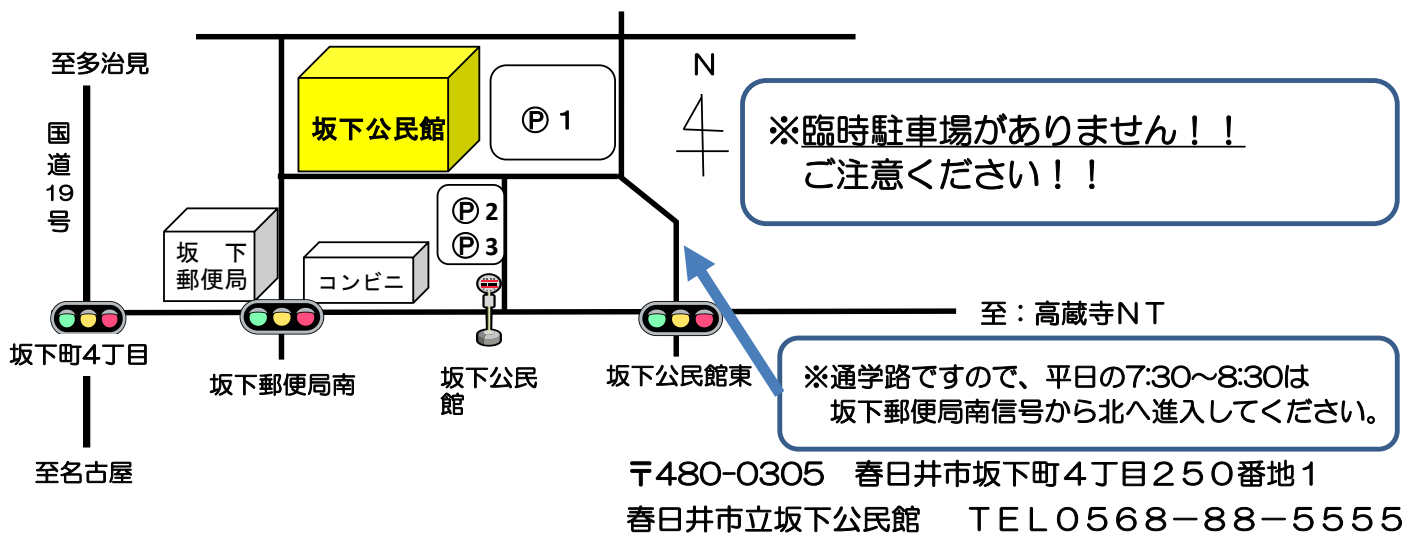 至多治見
国道19号
坂下公民館
Ⓟ 1
N
※臨時駐車場がありません！！
ご注意ください！！
Ⓟ 2
Ⓟ 3
坂　下
郵便局
コンビニ
至：高蔵寺ＮＴ
坂下町4丁目
坂下郵便局南
坂下公民
館
坂下公民館東
※通学路ですので、平日の7:30～8:30は
坂下郵便局南信号から北へ進入してください。
至名古屋
〒480-0305　春日井市坂下町４丁目２５０番地１
春日井市立坂下公民館　ＴＥＬ０５６８－８８－５５５５